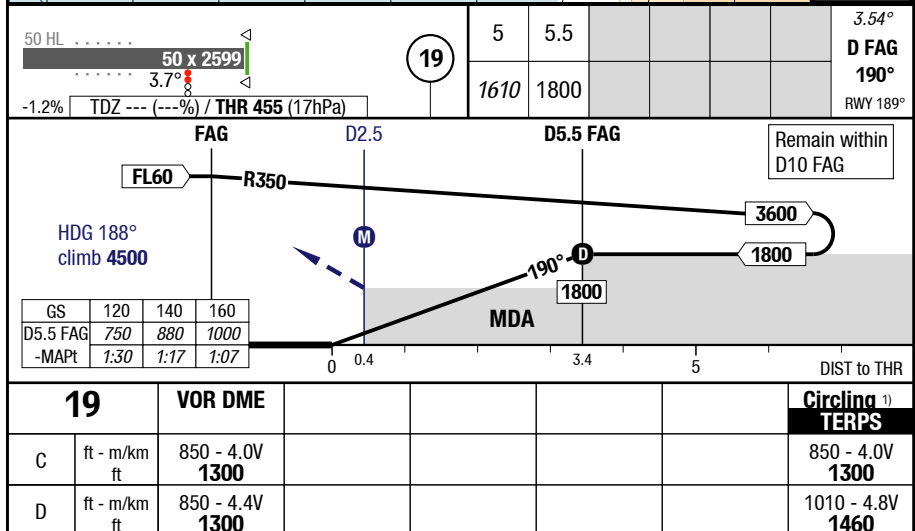 50 HL
50 x 2599
3.7°
-1.2% TDZ --- (---%) / THR 455 (17hPa)
19
5 5.5
1610 1800
3.54°
D FAG
190°
RWY 189°
FAG D2.5 D5.5 FAG
Remain within
D10 FAG
FL60 R350
3600
HDG 188°
climb 4500
M
1800
190° D
1800
MDA
GS 120 140 160
D5.5 FAG 750 880 1000
-MAPt 1:30 1:17 1:07
0 0.4 3.4 5 DIST to THR
19 VOR DME Circling 1)
TERPS
C ft - m/km 850 - 4.0V 850 - 4.0V
ft 1300 1300
D ft - m/km 850 - 4.4V 1010 - 4.8V
ft 1300 1460